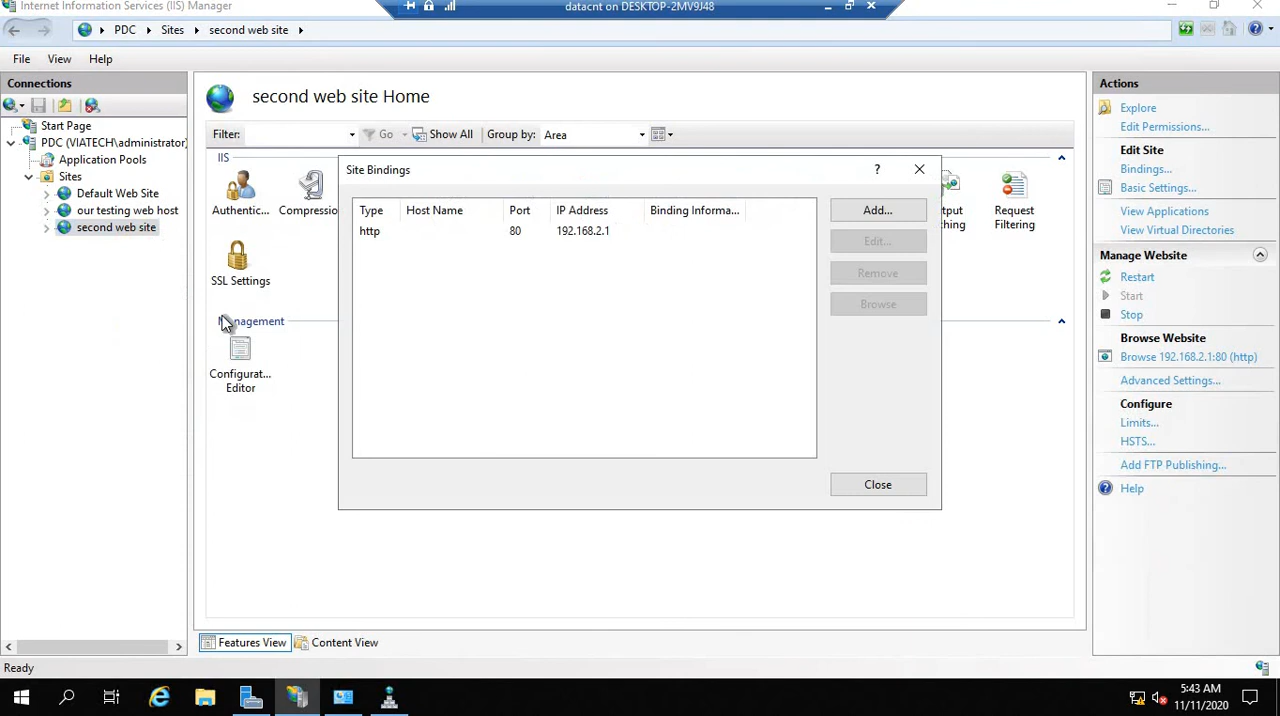 Internet Information Services (IIS) Manager
datacnt on DESKTOP-2MV9J48
PDC
Sites
second web site
File View Help
Connections
Start Page
PDC (VIATECH\administrator)
Application Pools
Sites
Default Web Site
our testing web host
second web site
second web site Home
Filter:
Go
Show All
Group by:
Area
IIS
Authentic...
Compressio
SSL Settings
Request
Filtering
Management
Configurat...
Editor
Site Bindings
Type Host Name Port IP Address Binding Informa...
http 80 192.168.2.1
Add...
Edit...
Remove
Browse
Close
Features View
Content View
Actions
Explore
Edit Permissions...
Edit Site
Bindings...
Basic Settings...
View Applications
View Virtual Directories
Manage Website
Restart
Start
Stop
Browse Website
Browse 192.168.2.1:80 (http)
Advanced Settings...
Configure
Limits...
HSTS...
Add FTP Publishing...
Help
Ready
5:43 AM
11/11/2020